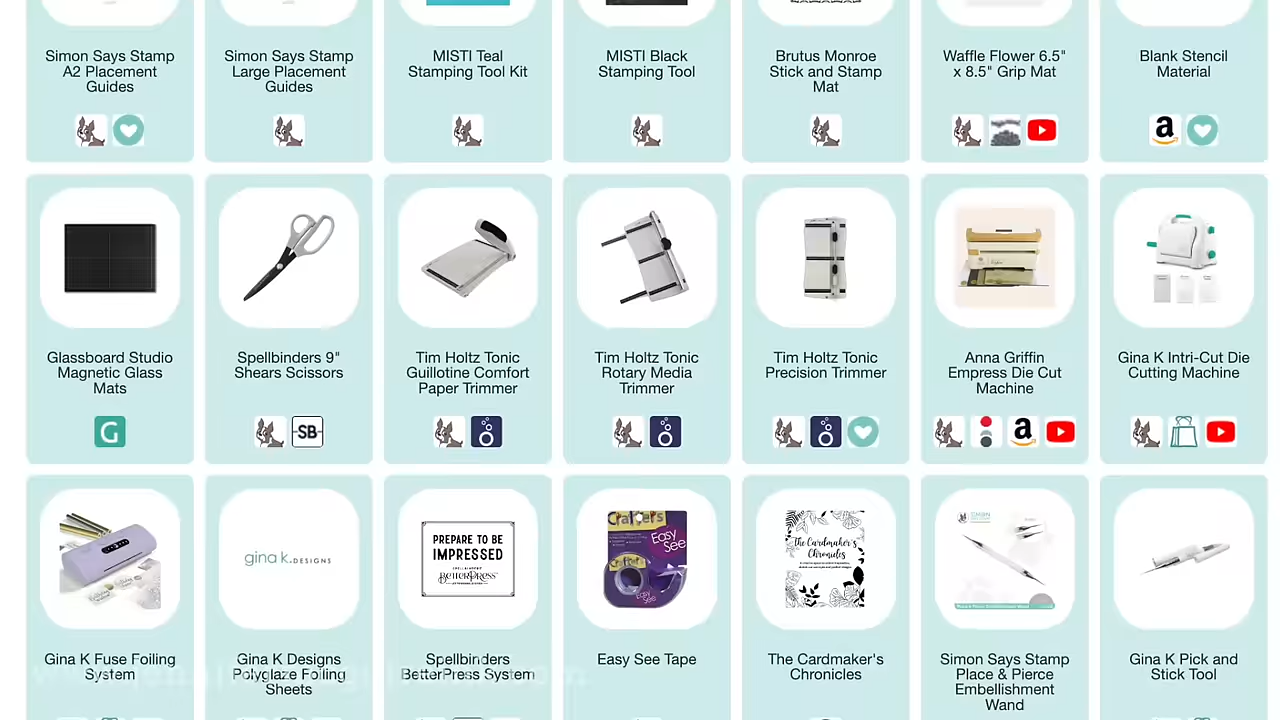 Simon Says Stamp
A2 Placement
Guides
Simon Says Stamp
Large Placement
Guides
MISTI Teal
Stamping Tool Kit
MISTI Black
Stamping Tool
Brutus Monroe
Stick and Stamp
Mat
Waffle Flower 6.5"
x 8.5" Grip Mat
Blank Stencil
Material
a
a
Glassboard Studio
Magnetic Glass
Mats
Spellbinders 9"
Shears Scissors
Tim Holtz Tonic
Guillotine Comfort
Paper Trimmer
Tim Holtz Tonic
Rotary Media
Trimmer
Tim Holtz Tonic
Precision Trimmer
Anna Griffin
Empress Die Cut
Machine
Gina K Intri-Cut Die
Cutting Machine
G
SB
gina k.DESIGNS
PREPARE TO BE
IMPRESSED
BETTERPRESS
Crafters
Easy
See
The Cardmaker's
Chronicles
Gina K Fuse Foiling
System
Gina K Designs
Polyglaze Foiling
Sheets
Spellbinders
BetterPress System
Easy See Tape
The Cardmaker's
Chronicles
Simon Says Stamp
Place & Pierce
Embellishment
Wand
Gina K Pick and
Stick Tool